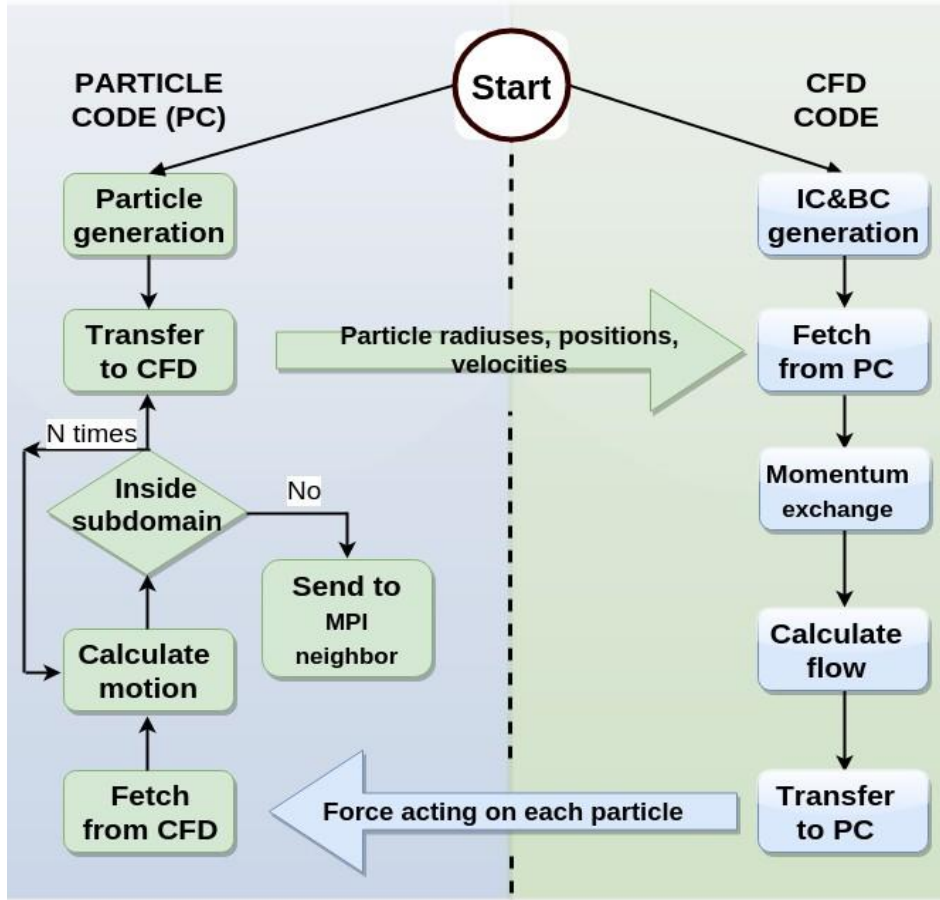 Start
PARTICLE
CODE (PC)
CFD
CODE
Particle
generation
IC&BC
generation
Transfer
to CFD
Particle radiuses, positions,
velocities
Fetch
from PC
N times
Inside
subdomain
No
Momentum
exchange
Send to
MPI
neighbor
Calculate
motion
Calculate
flow
Fetch
from CFD
Force acting on each particle
Transfer
to PC